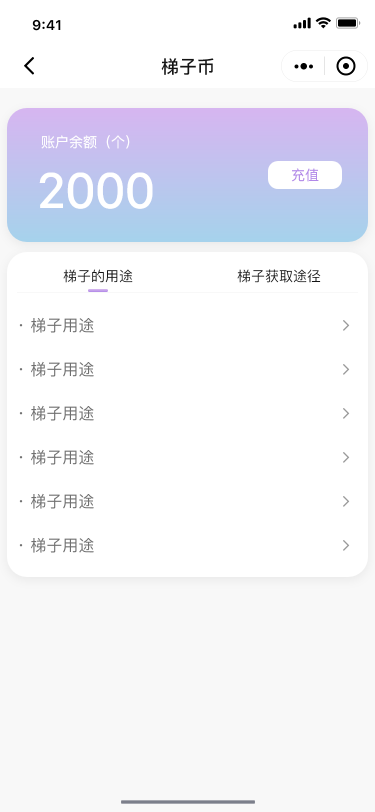 9:41
梯子币
账户余额（个）
2000
充值
梯子的用途
梯子获取途径
· 梯子用途
· 梯子用途
· 梯子用途
· 梯子用途
· 梯子用途
· 梯子用途